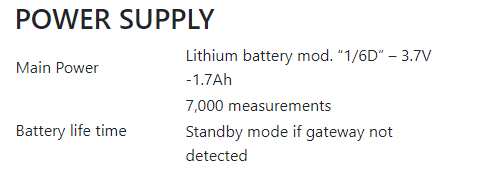 POWER SUPPLY
Main Power
Lithium battery mod. “1/6D” – 3.7V
-1.7Ah
Battery life time
7,000 measurements
Standby mode if gateway not
detected